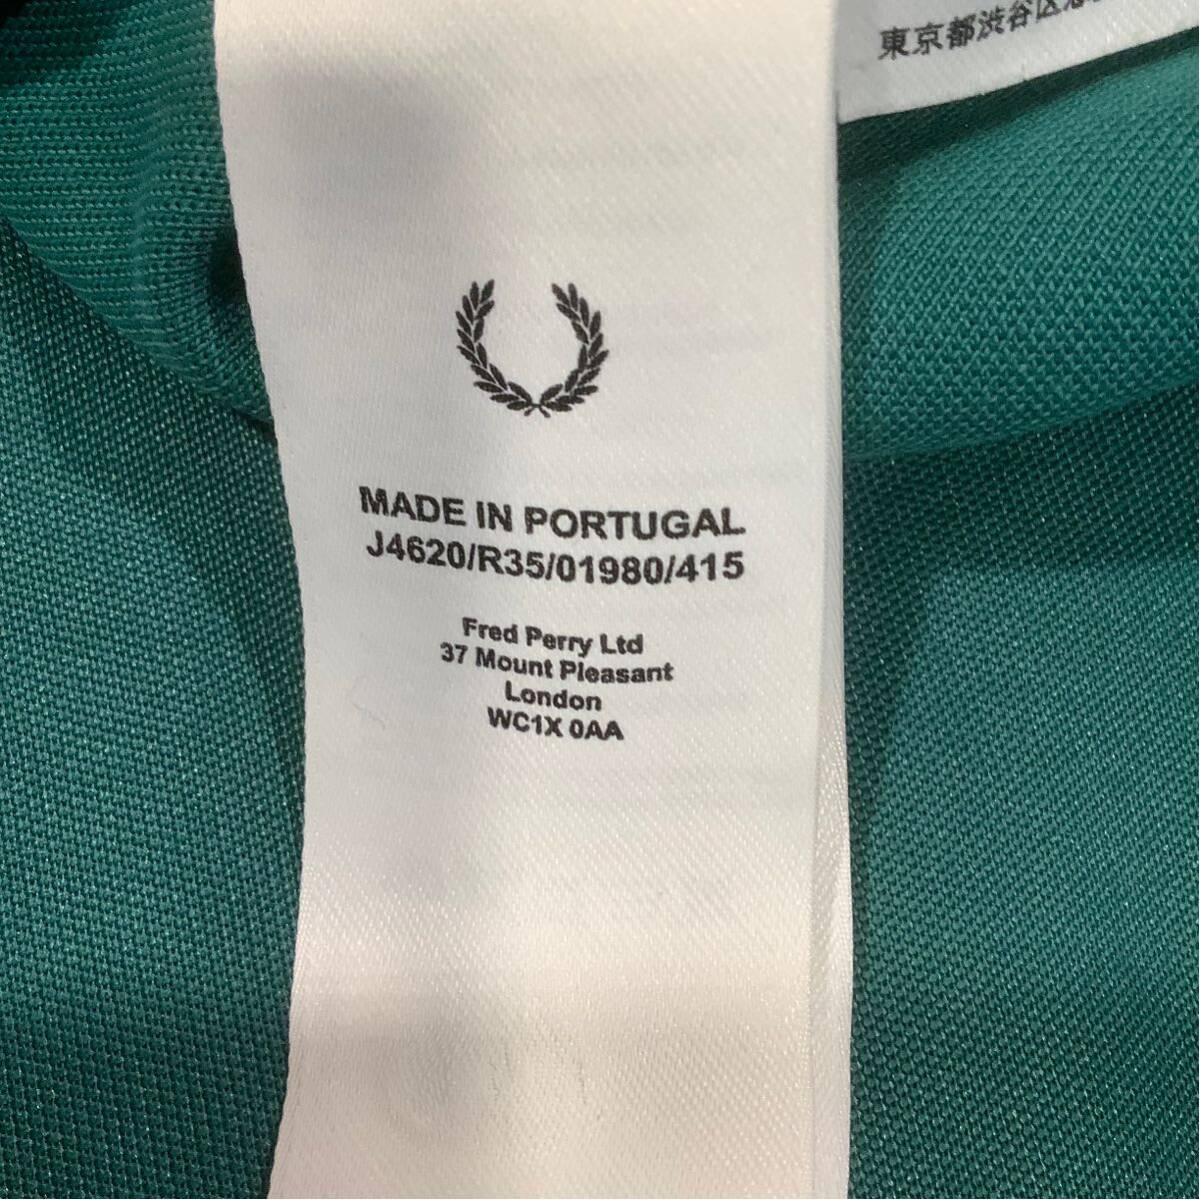 東京都渋谷区恵
MADE IN PORTUGAL
J4620/R35/01980/415
Fred Perry Ltd
37 Mount Pleasant
London
WC1X 0AA